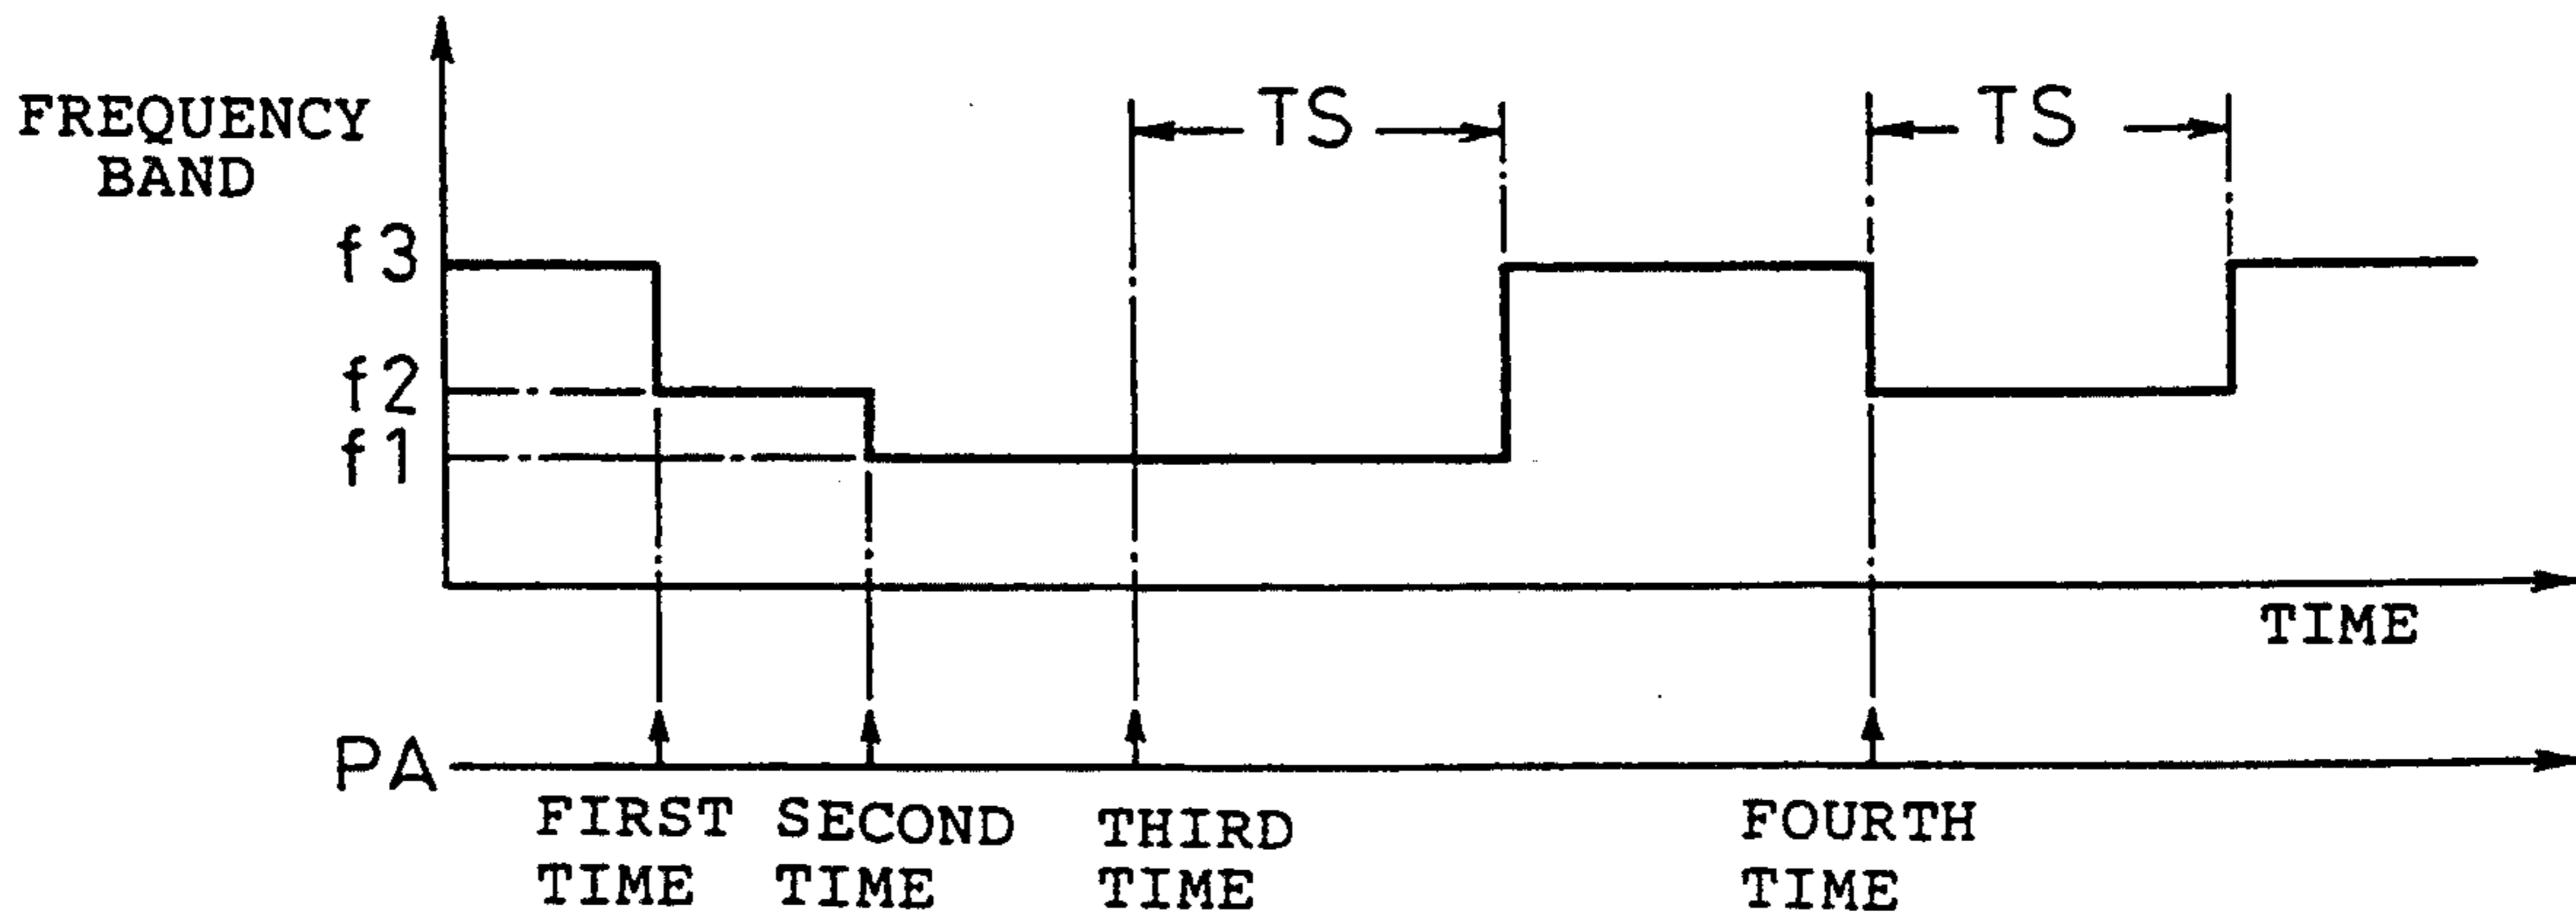 FREQUENCY
BAND
TS
TS
f3
f2
f1
TIME
PA
FIRST
TIME
SECOND
TIME
THIRD
TIME
FOURTH
TIME